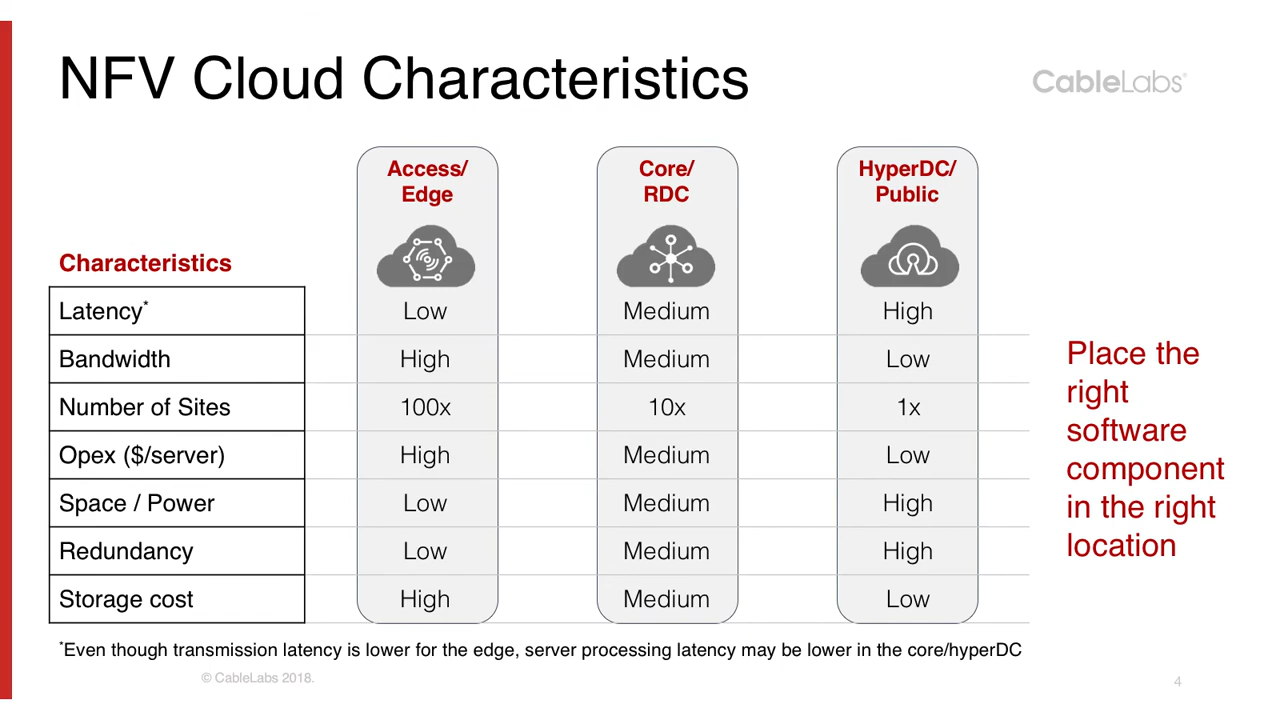 NFV Cloud Characteristics
CableLabs®
Access/
Edge
Core/
RDC
HyperDC/
Public
Characteristics
Latency* Low Medium High
Bandwidth High Medium Low
Number of Sites 100x 10x 1x
Opex ($/server) High Medium Low
Space / Power Low Medium High
Redundancy Low Medium High
Storage cost High Medium Low
Place the
right
software
component
in the right
location
*Even though transmission latency is lower for the edge, server processing latency may be lower in the core/hyperDC
© CableLabs 2018.
4